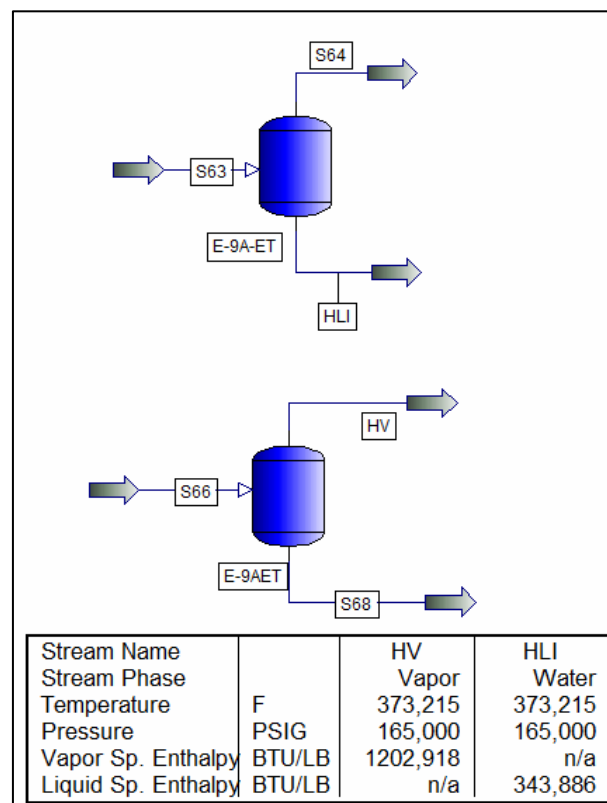 S64
S63
E-9A-ET
HLI
HV
S66
E-9AET
S68
Stream Name HV HLI
Stream Phase Vapor Water
Temperature F 373,215 373,215
Pressure PSIG 165,000 165,000
Vapor Sp. Enthalpy BTU/LB 1202,918 n/a
Liquid Sp. Enthalpy BTU/LB n/a 343,886